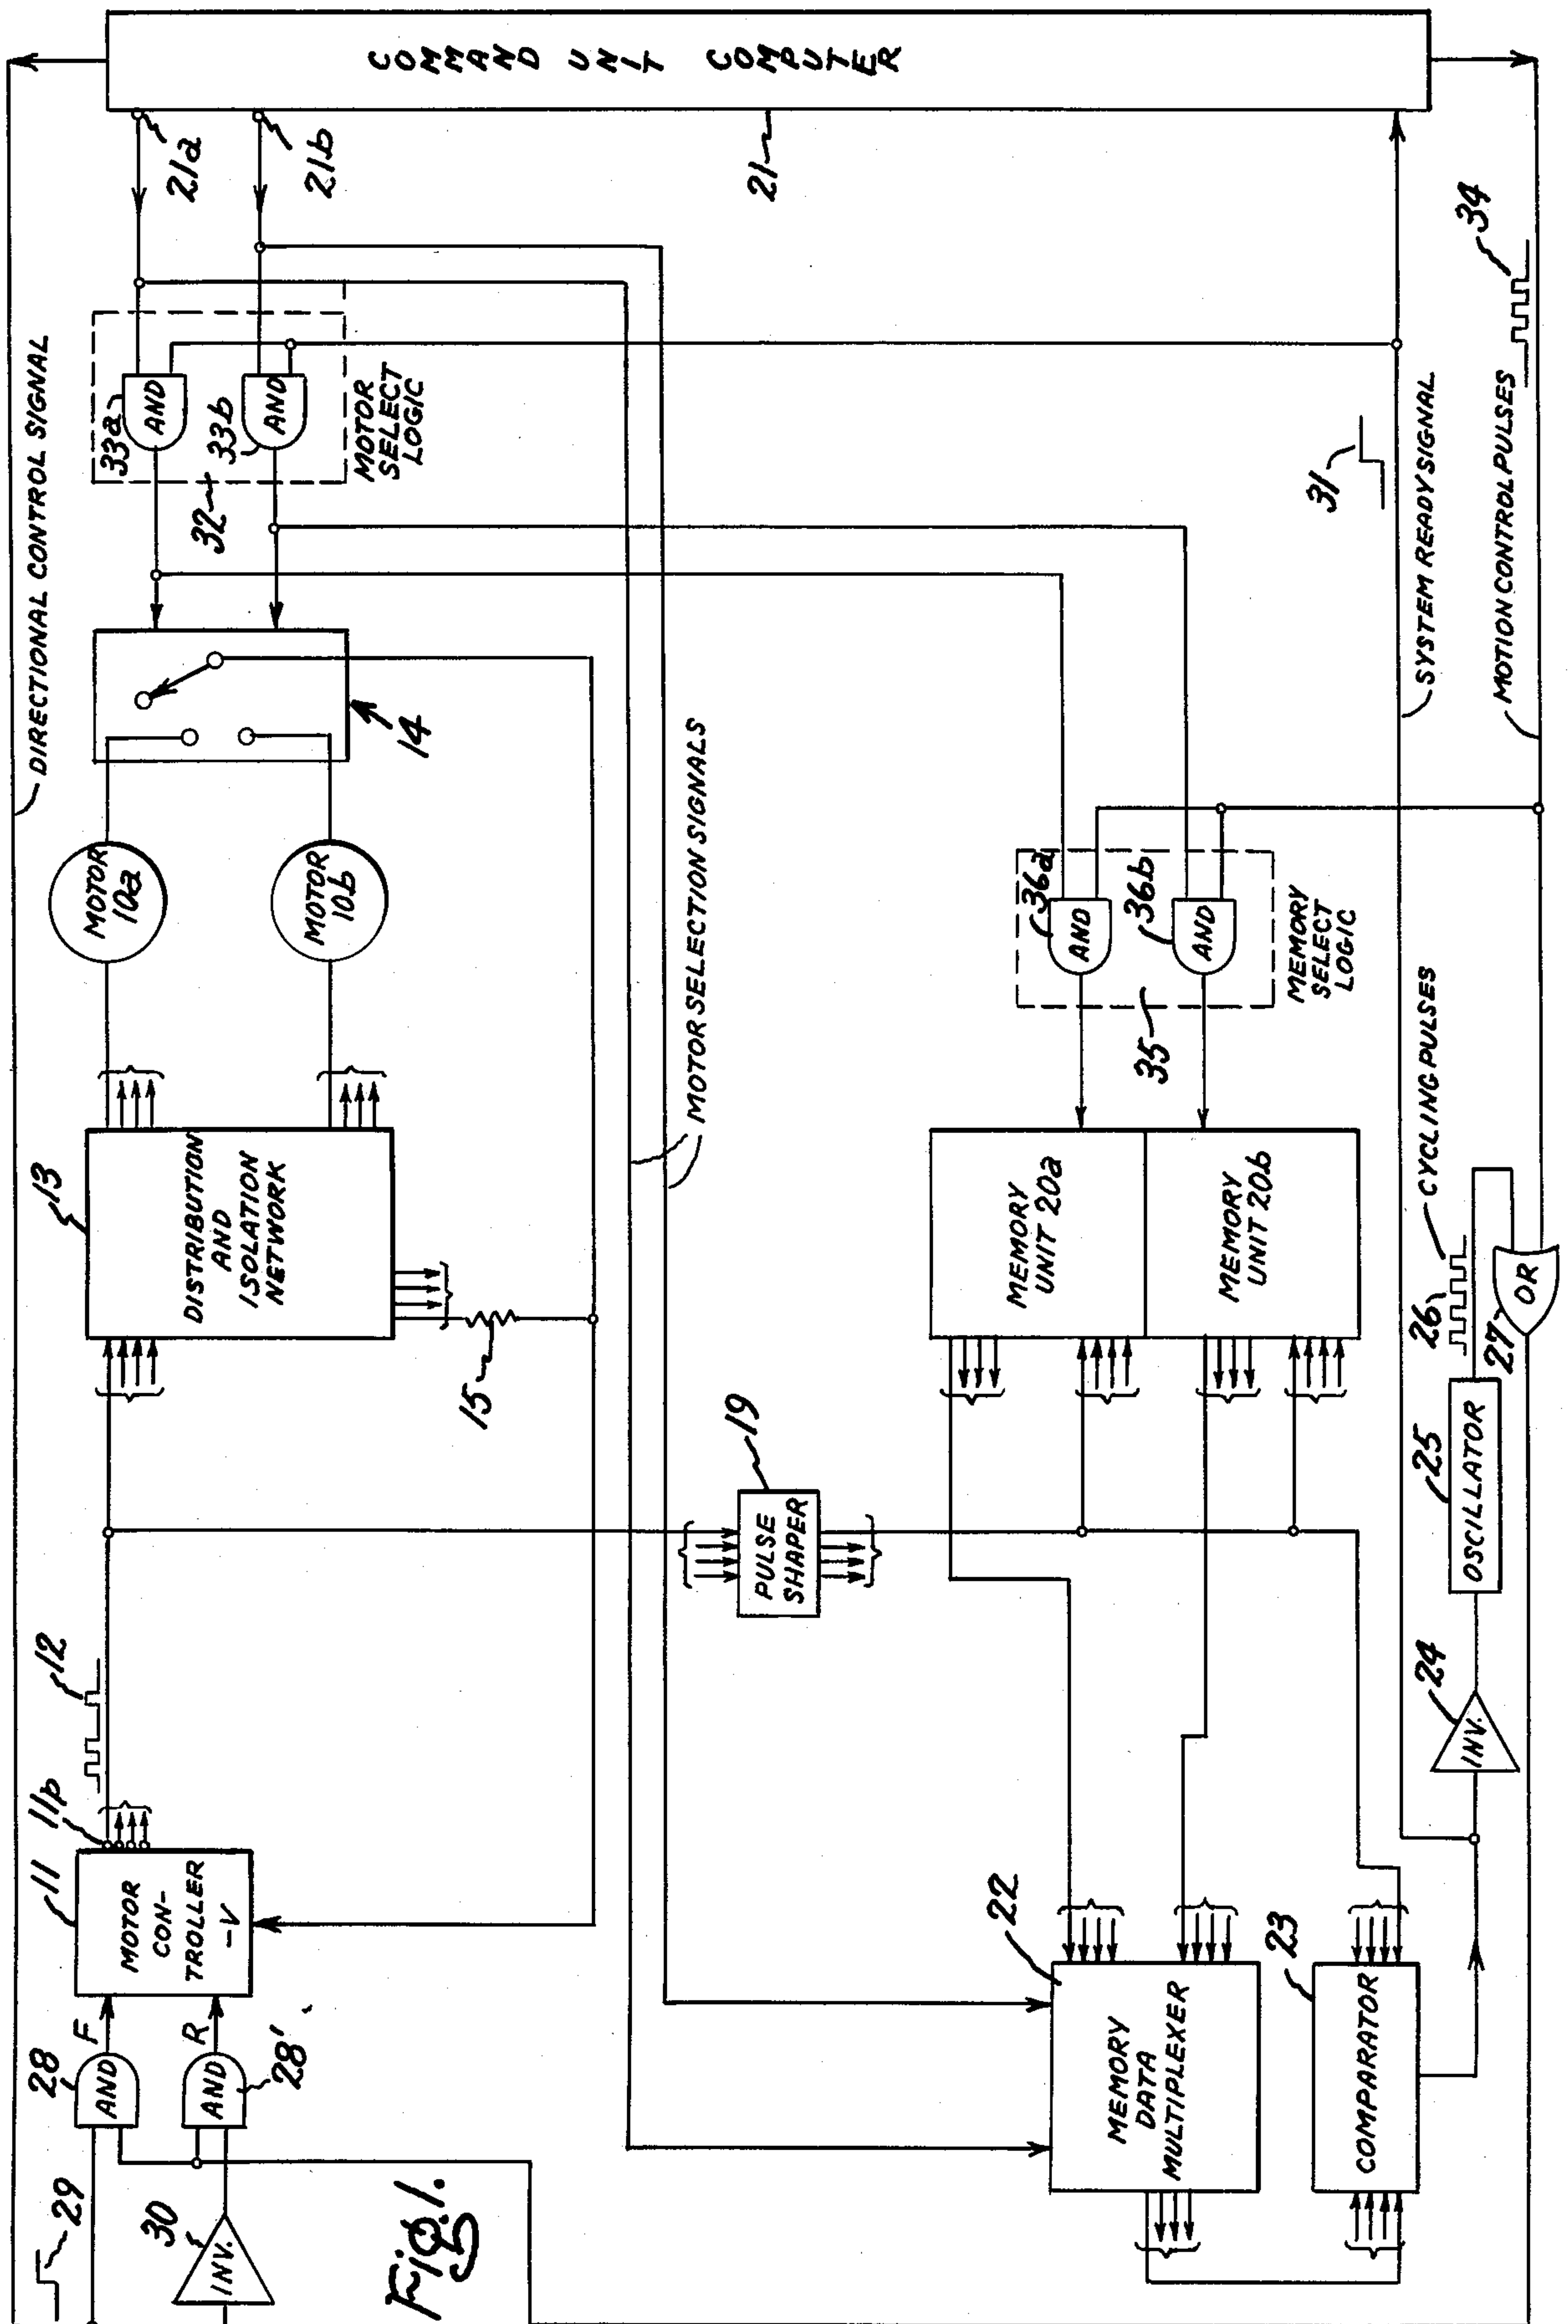 COMMAND UNIT COMPUTER
21a
21b
21
34
DIRECTIONAL CONTROL SIGNAL
33a
AND
33b
AND
32
MOTOR
SELECT
LOGIC
31
SYSTEM READY SIGNAL
MOTION CONTROL PULSES
14
MOTOR
10a
MOTOR
10b
MOTOR SELECTION SIGNALS
36a
AND
36b
AND
35
MEMORY
SELECT
LOGIC
13
DISTRIBUTION
AND
ISOLATION
NETWORK
15
MEMORY
UNIT 20a
MEMORY
UNIT 20b
CYCLING PULSES
26
27
OR
19
PULSE
SHAPER
25
OSCILLATOR
12
11p
11
MOTOR
CON-
TROLLER
-V
24
INV.
22
MEMORY
DATA
MULTIPLEXER
23
COMPARATOR
28
AND
F
28'
AND
R
29
30
INV.
Fig. 1.